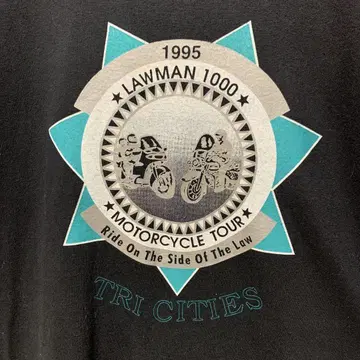 1995
LAWMAN 1000
MOTORCYCLE TOUR
Ride On The Side Of The Law
TRI CITIES